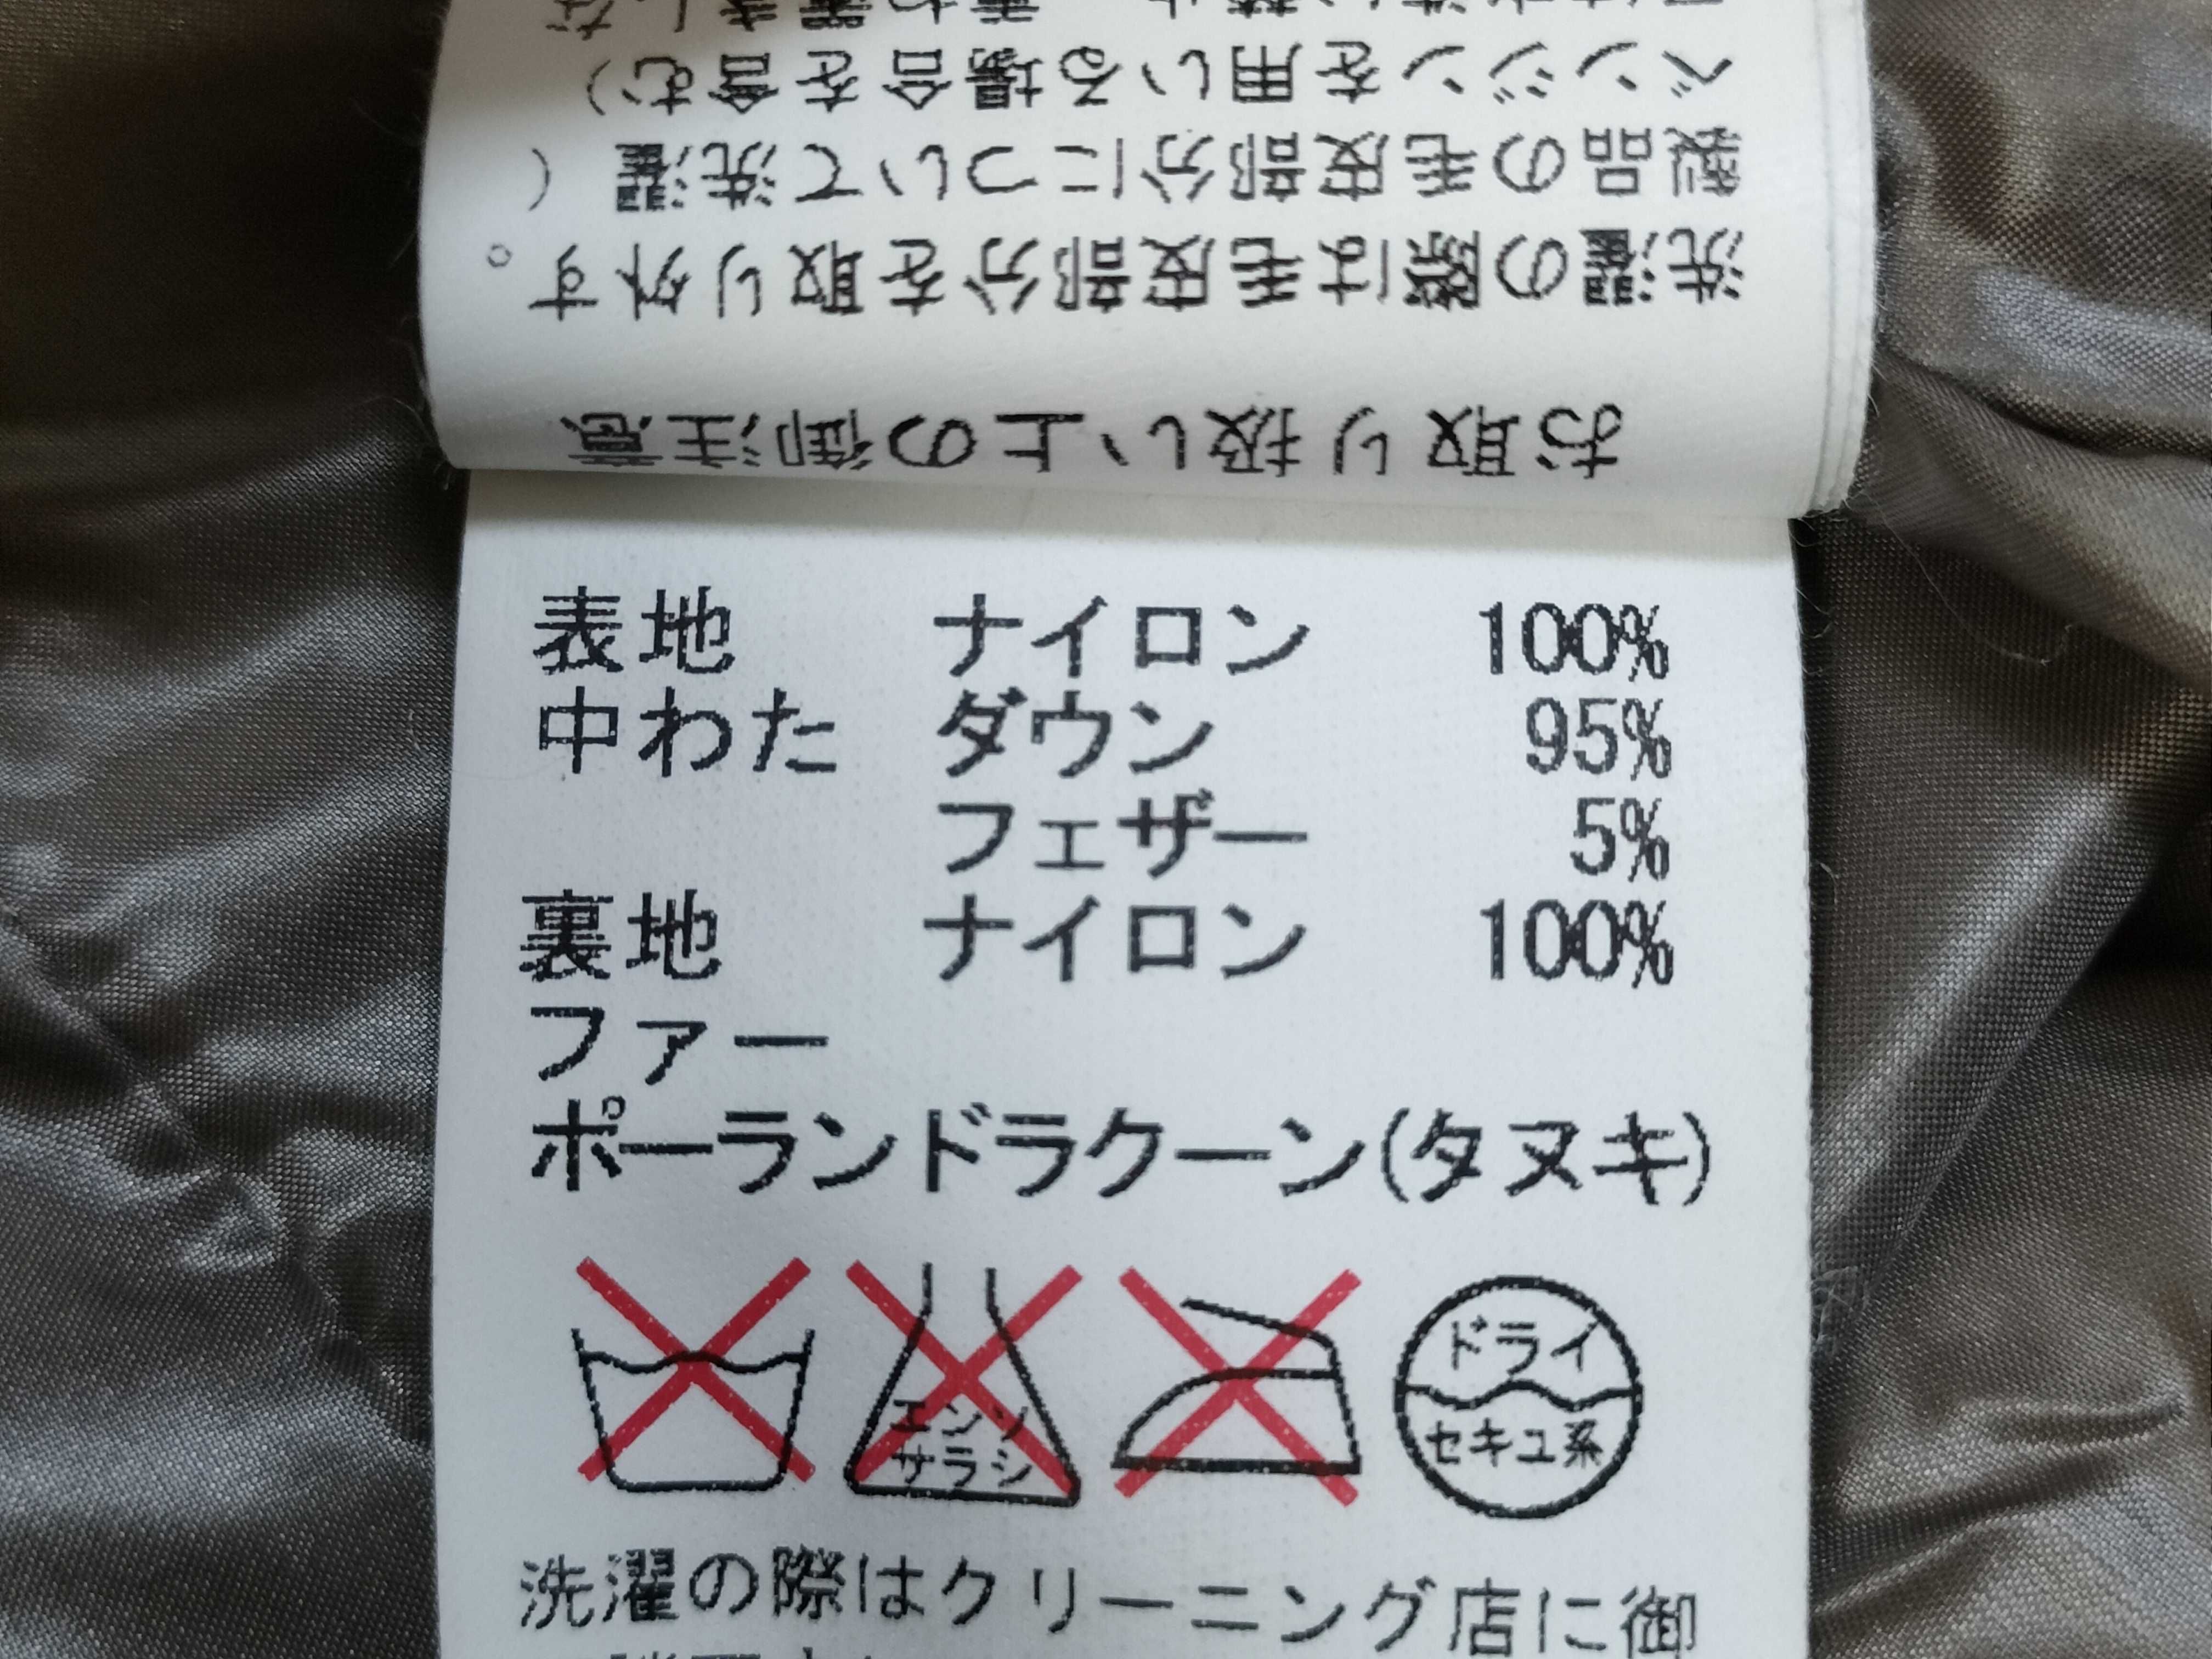 お取り扱い上の御注意
洗濯の際は毛皮部分を取り外す。
製品の毛皮部分について洗濯（
ベンジンを用いる場合を含む）
表地 ナイロン 100%
中わた ダウン 95%
フェザー 5%
裏地 ナイロン 100%
ファー
ポーランドラクーン(タヌキ)
エンソ
サラシ
ドライ
セキユ系
洗濯の際はクリーニング店に御